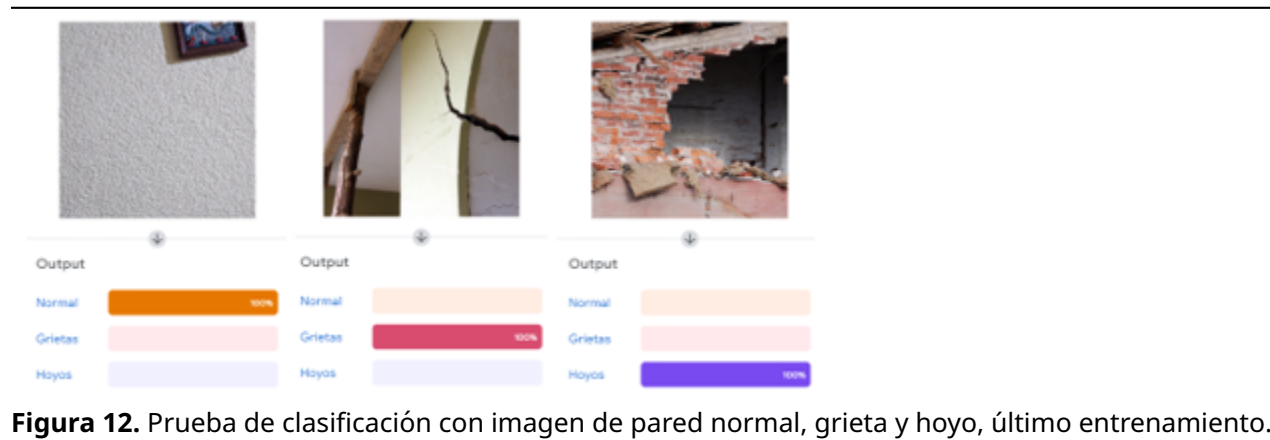 Output
Normal 100%
Grietas
Hoyos
Output
Normal
Grietas 100%
Hoyos
Output
Normal
Grietas
Hoyos 100%
Figura 12. Prueba de clasificación con imagen de pared normal, grieta y hoyo, último entrenamiento.